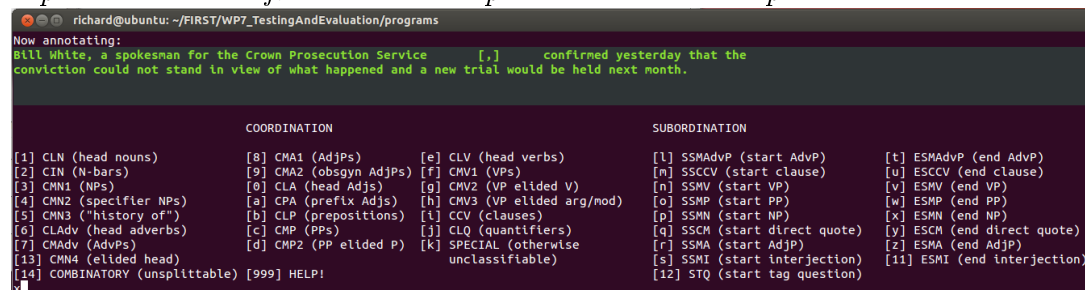 richard@ubuntu: ~/FIRST/WP7_TestingAndEvaluation/programs
Now annotating:
Bill White, a spokesman for the Crown Prosecution Service [,] confirmed yesterday that the
conviction could not stand in view of what happened and a new trial would be held next month.
COORDINATION SUBORDINATION
[1] CLN (head nouns) [8] CMA1 (AdjPs) [e] CLV (head verbs) [l] SSMAdvP (start AdvP) [t] ESMAdvP (end AdvP)
[2] CIN (N-bars) [9] CMA2 (obsgyn AdjPs) [f] CMV1 (VPs) [m] SSCCV (start clause) [u] ESCCV (end clause)
[3] CMN1 (NPs) [0] CLA (head Adjs) [g] CMV2 (VP elided V) [n] SSMV (start VP) [v] ESMV (end VP)
[4] CMN2 (specifier NPs) [a] CPA (prefix Adjs) [h] CMV3 (VP elided arg/mod) [o] SSMP (start PP) [w] ESMP (end PP)
[5] CMN3 ("history of") [b] CLP (prepositions) [i] CCV (clauses) [p] SSMN (start NP) [x] ESMN (end NP)
[6] CLAdv (head adverbs) [c] CMP (PPs) [j] CLQ (quantifiers) [q] SSCM (start direct quote) [y] ESCM (end direct quote)
[7] CMAdv (AdvPs) [d] CMP2 (PP elided P) [k] SPECIAL (otherwise [r] SSMA (start AdjP) [z] ESMA (end AdjP)
[13] CMN4 (elided head) unclassifiable) [s] SSMI (start interjection) [11] ESMI (end interjection)
[14] COMBINATORY (unsplittable) [999] HELP! [12] STQ (start tag question)
x